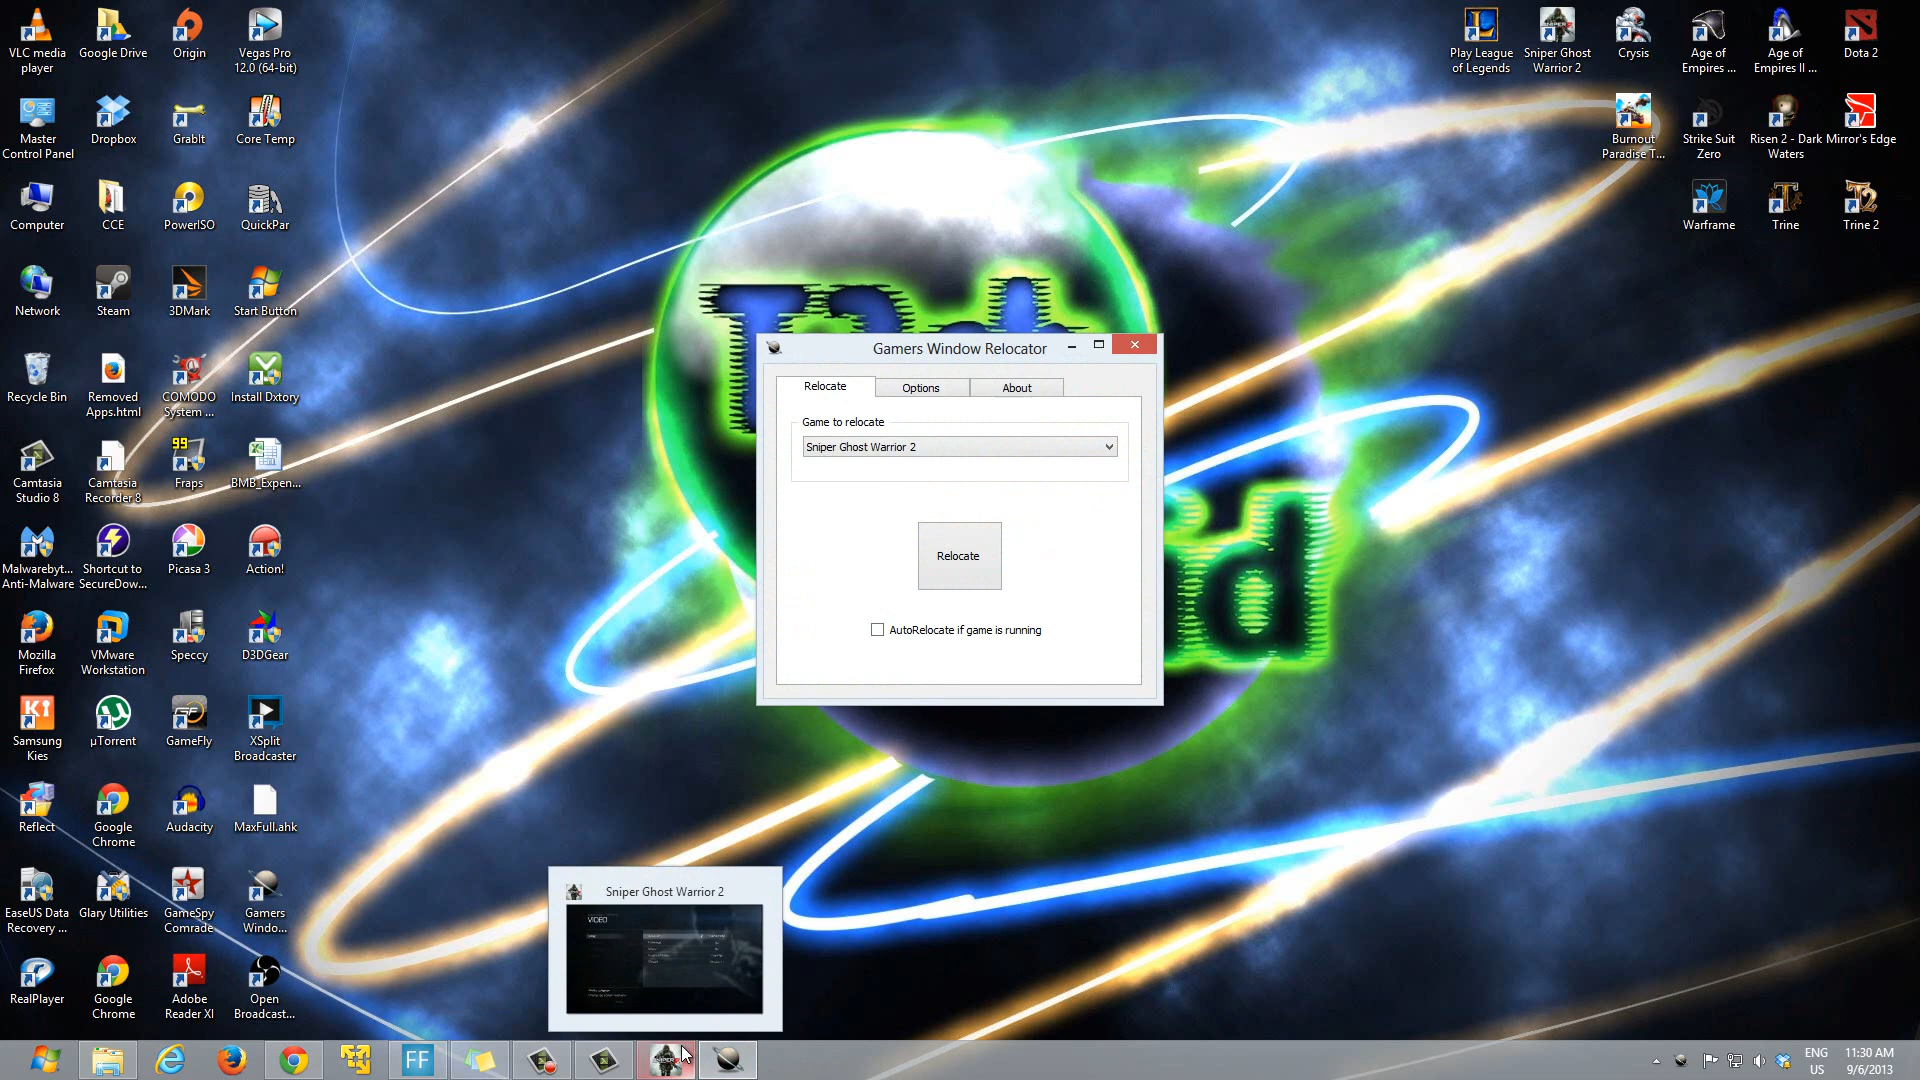 VLC media
player
Google Drive
Origin
Vegas Pro
12.0 (64-bit)
Master
Control Panel
Dropbox
GrabIt
Core Temp
Computer
CCE
PowerISO
QuickPar
Network
Steam
3DMark
Start Button
Recycle Bin
Removed
Apps.html
COMODO
System ...
Install Dxtory
Camtasia
Studio 8
Camtasia
Recorder 8
99
Fraps
BMB_Expen...
Malwarebyt...
Anti-Malware
Shortcut to
SecureDow...
Picasa 3
Action!
Mozilla
Firefox
VMware
Workstation
Speccy
D3DGear
Samsung
Kies
µTorrent
GameFly
XSplit
Broadcaster
Reflect
Google
Chrome
Audacity
MaxFull.ahk
EaseUS Data
Recovery ...
Glary Utilities
GameSpy
Comrade
Gamers
Windo...
RealPlayer
Google
Chrome
Adobe
Reader XI
Open
Broadcast...
Play League
of Legends
Sniper Ghost
Warrior 2
Crysis
Age of
Empires ...
Age of
Empires II ...
Dota 2
Burnout
Paradise T...
Strike Suit
Zero
Risen 2 - Dark
Waters
Mirror's Edge
Warframe
Trine
Trine 2
Gamers Window Relocator
Relocate
Options
About
Game to relocate
Sniper Ghost Warrior 2
Relocate
AutoRelocate if game is running
Sniper Ghost Warrior 2
VIDEO
FF
ENG
US
11:30 AM
9/6/2013